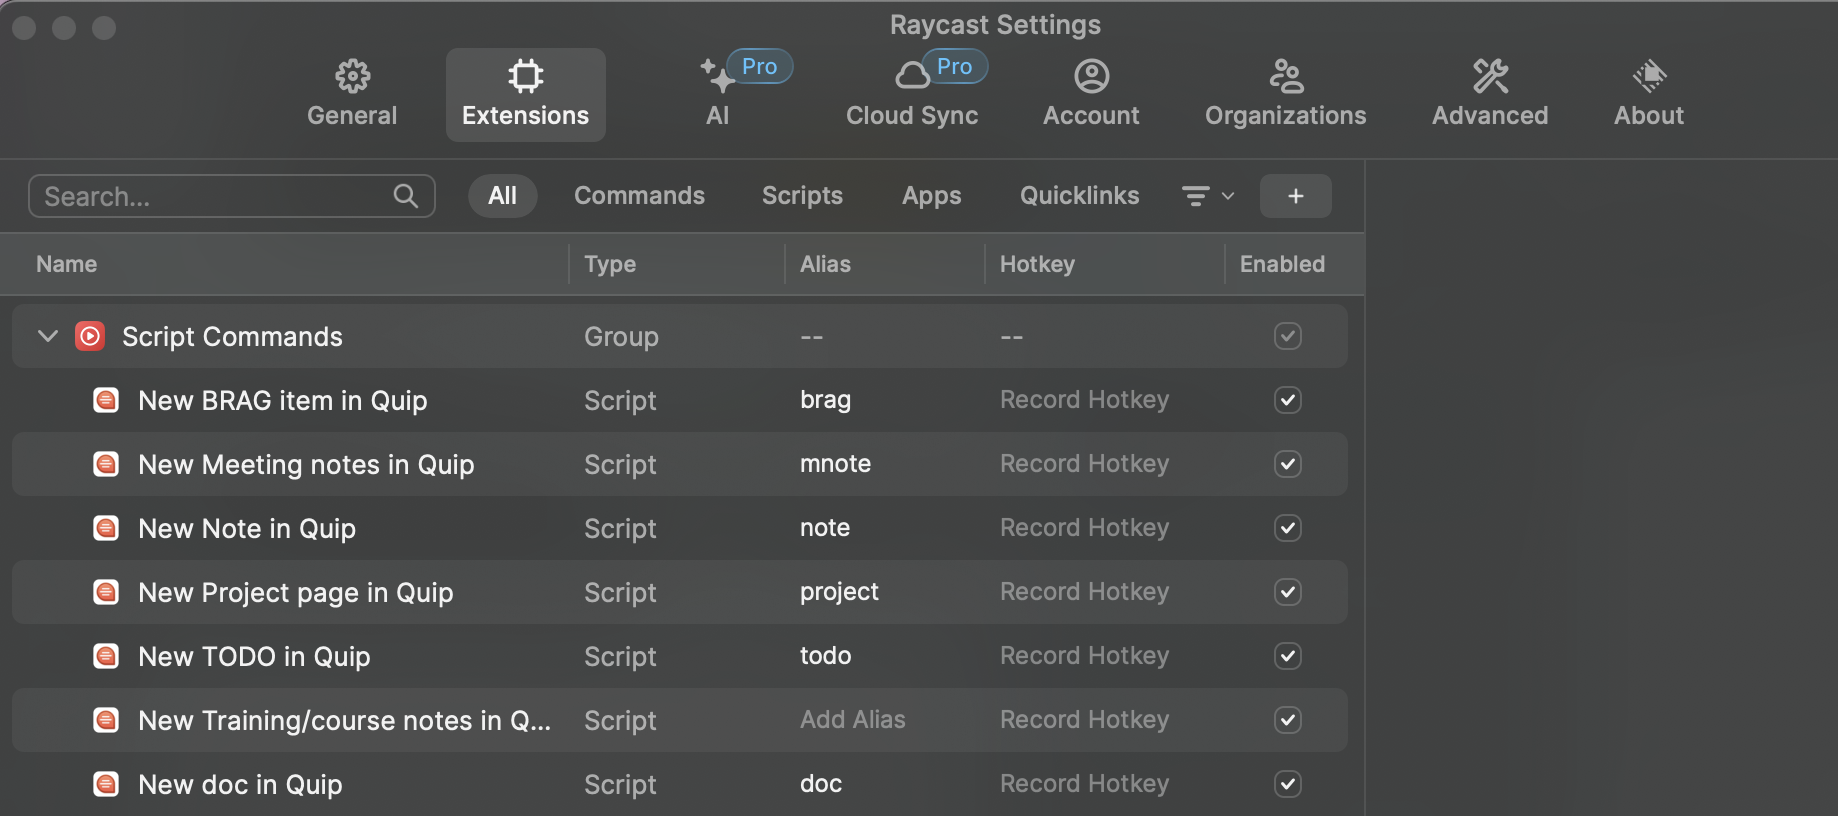 Raycast Settings
General
Extensions
Pro
AI
Pro
Cloud Sync
Account
Organizations
Advanced
About
Search...
All Commands Scripts Apps Quicklinks +
Name Type Alias Hotkey Enabled
Script Commands Group -- --
New BRAG item in Quip Script brag Record Hotkey
New Meeting notes in Quip Script mnote Record Hotkey
New Note in Quip Script note Record Hotkey
New Project page in Quip Script project Record Hotkey
New TODO in Quip Script todo Record Hotkey
New Training/course notes in Q... Script Add Alias Record Hotkey
New doc in Quip Script doc Record Hotkey